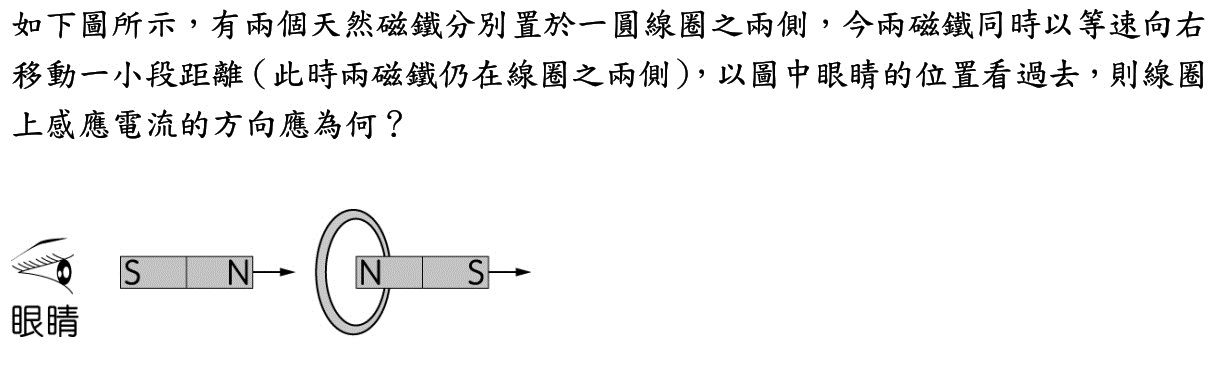 如下圖所示，有兩個天然磁鐵分別置於一圓線圈之兩側，今兩磁鐵同時以等速向右
移動一小段距離（此時兩磁鐵仍在線圈之兩側），以圖中眼睛的位置看過去，則線圈
上感應電流的方向應為何？
S N N S
眼睛